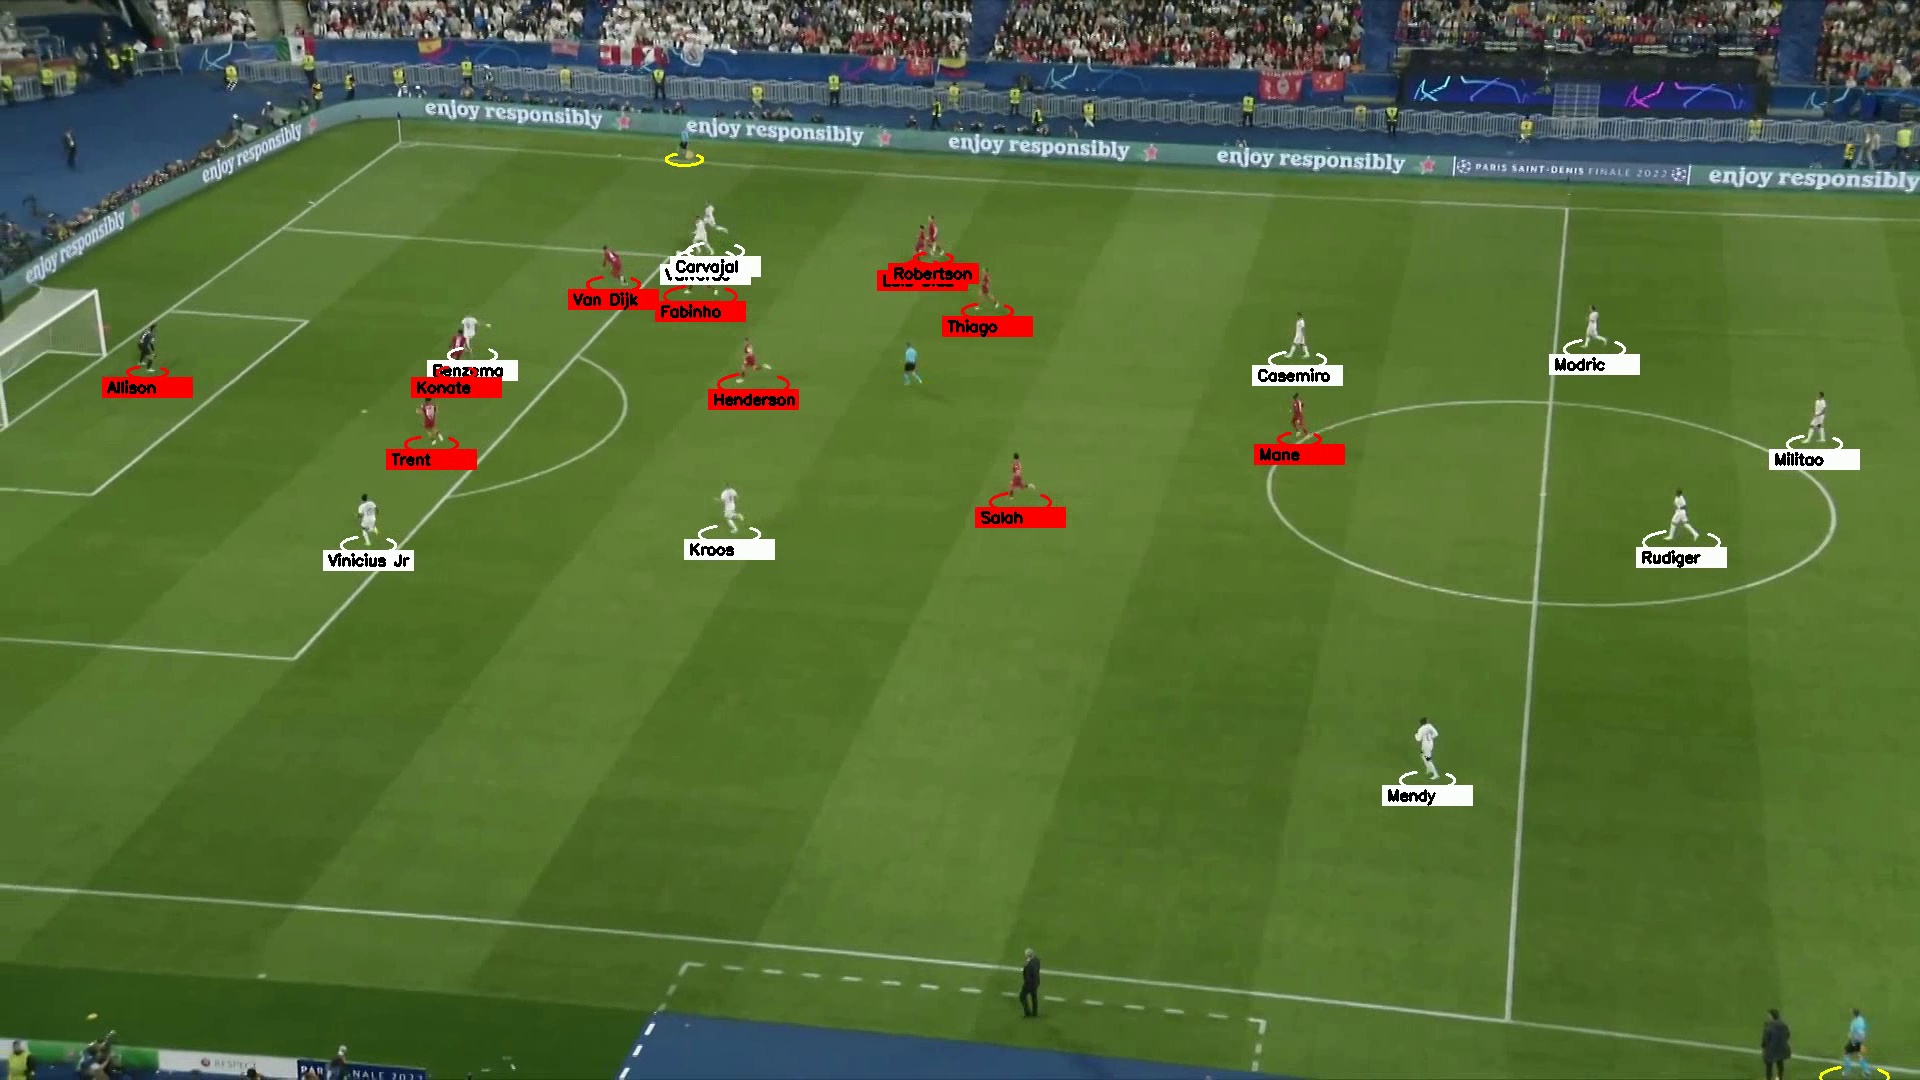 enjoy responsibly
enjoy responsibly
enjoy responsibly
enjoy responsibly
PARIS SAINT-DENIS FINALE 2022
enjoy responsibly
enjoy responsibly
enjoy responsibly
Carvajal
Robertson
Van Dijk
Fabinho
Thiago
Casemiro
Modric
Benzema
Konate
Allison
Henderson
Trent
Mane
Militao
Salah
Kroos
Vinicius Jr
Rudiger
Mendy
RESPECT